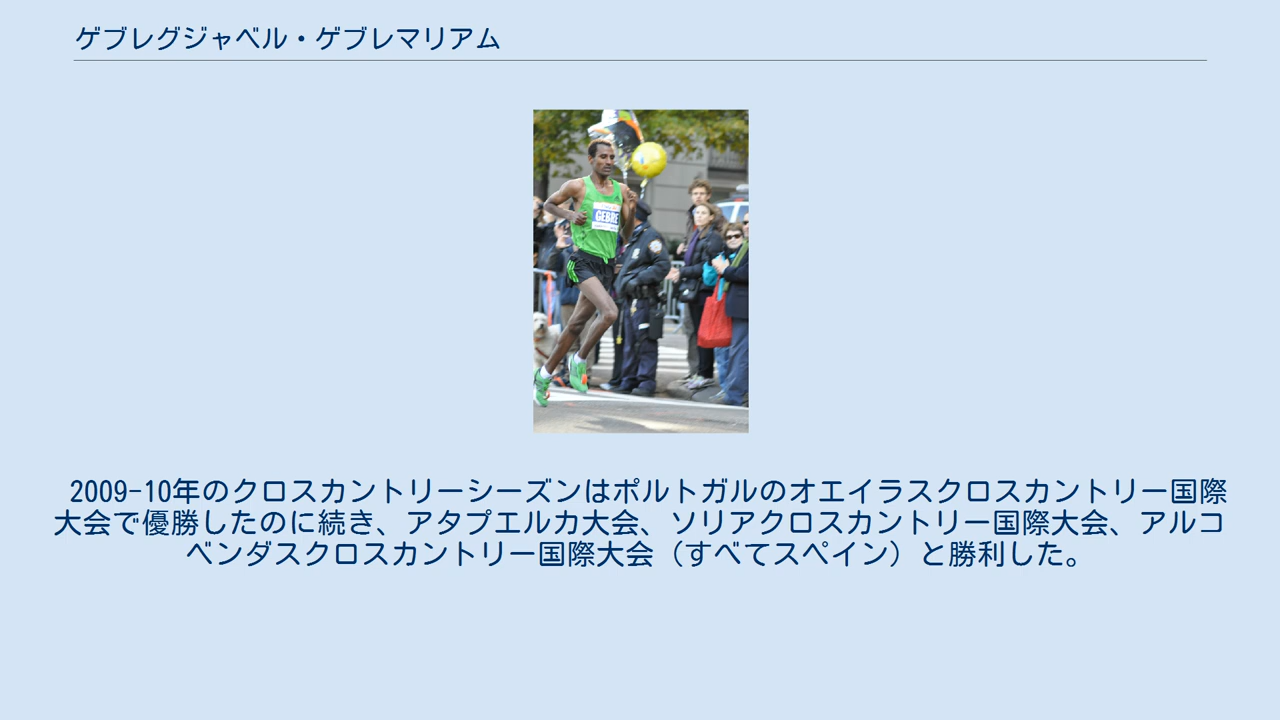 ゲブレグジャベル・ゲブレマリアム
GEBRE
2009-10年のクロスカントリーシーズンはポルトガルのオエイラスクロスカントリー国際
大会で優勝したのに続き、アタプエルカ大会、ソリアクロスカントリー国際大会、アルコ
ベンダスクロスカントリー国際大会（すべてスペイン）と勝利した。